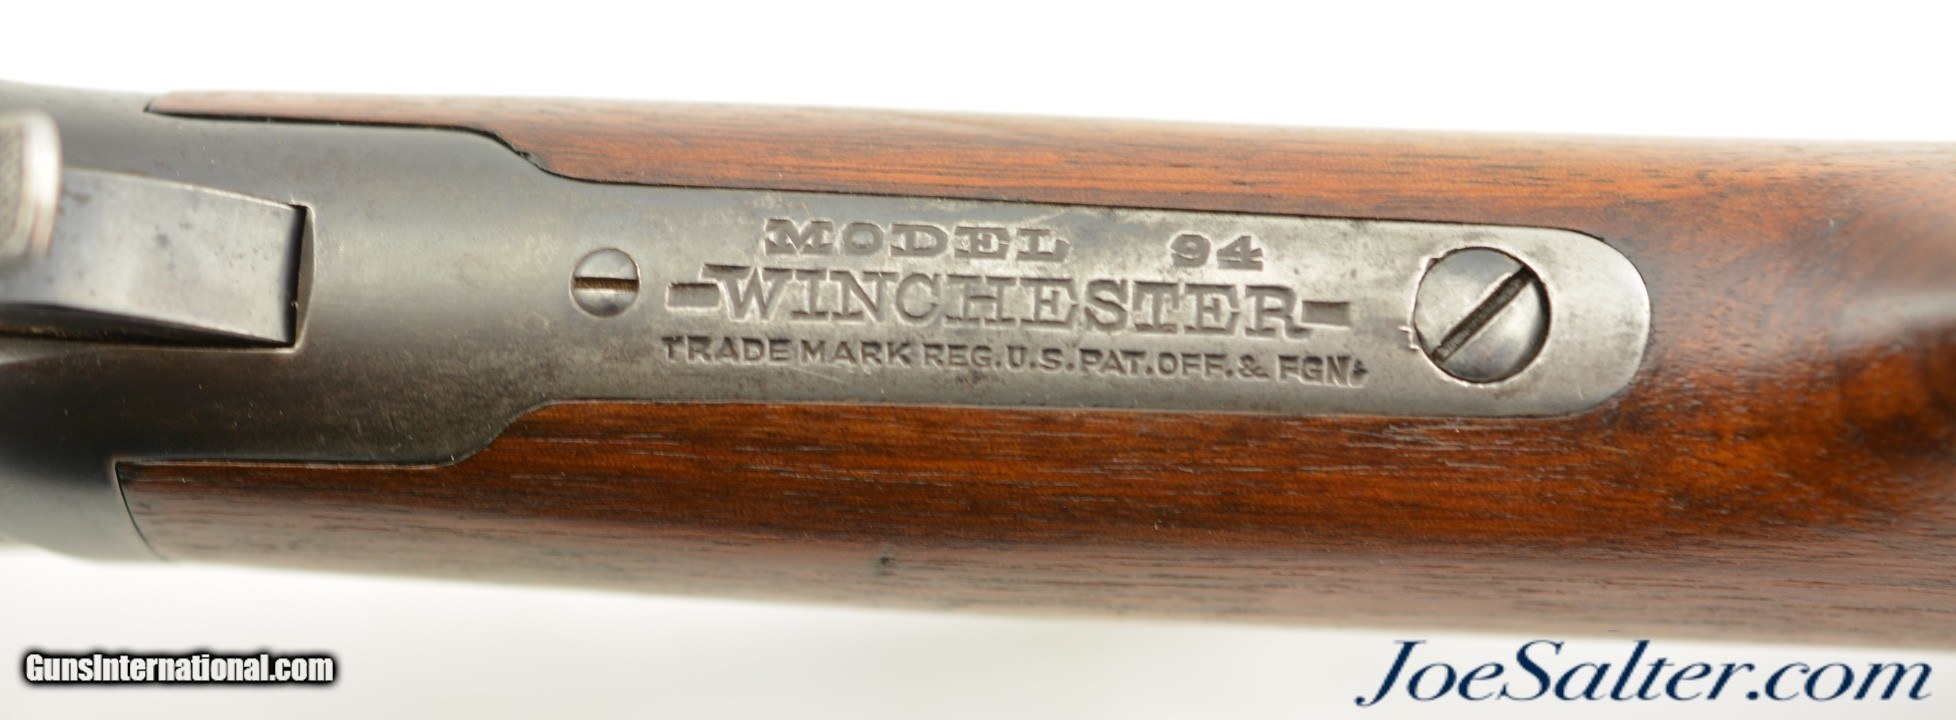 MODEL 94
-WINCHESTER-
TRADE MARK REG. U.S. PAT. OFF. & FGN.
GunsInternational.com
JoeSalter.com